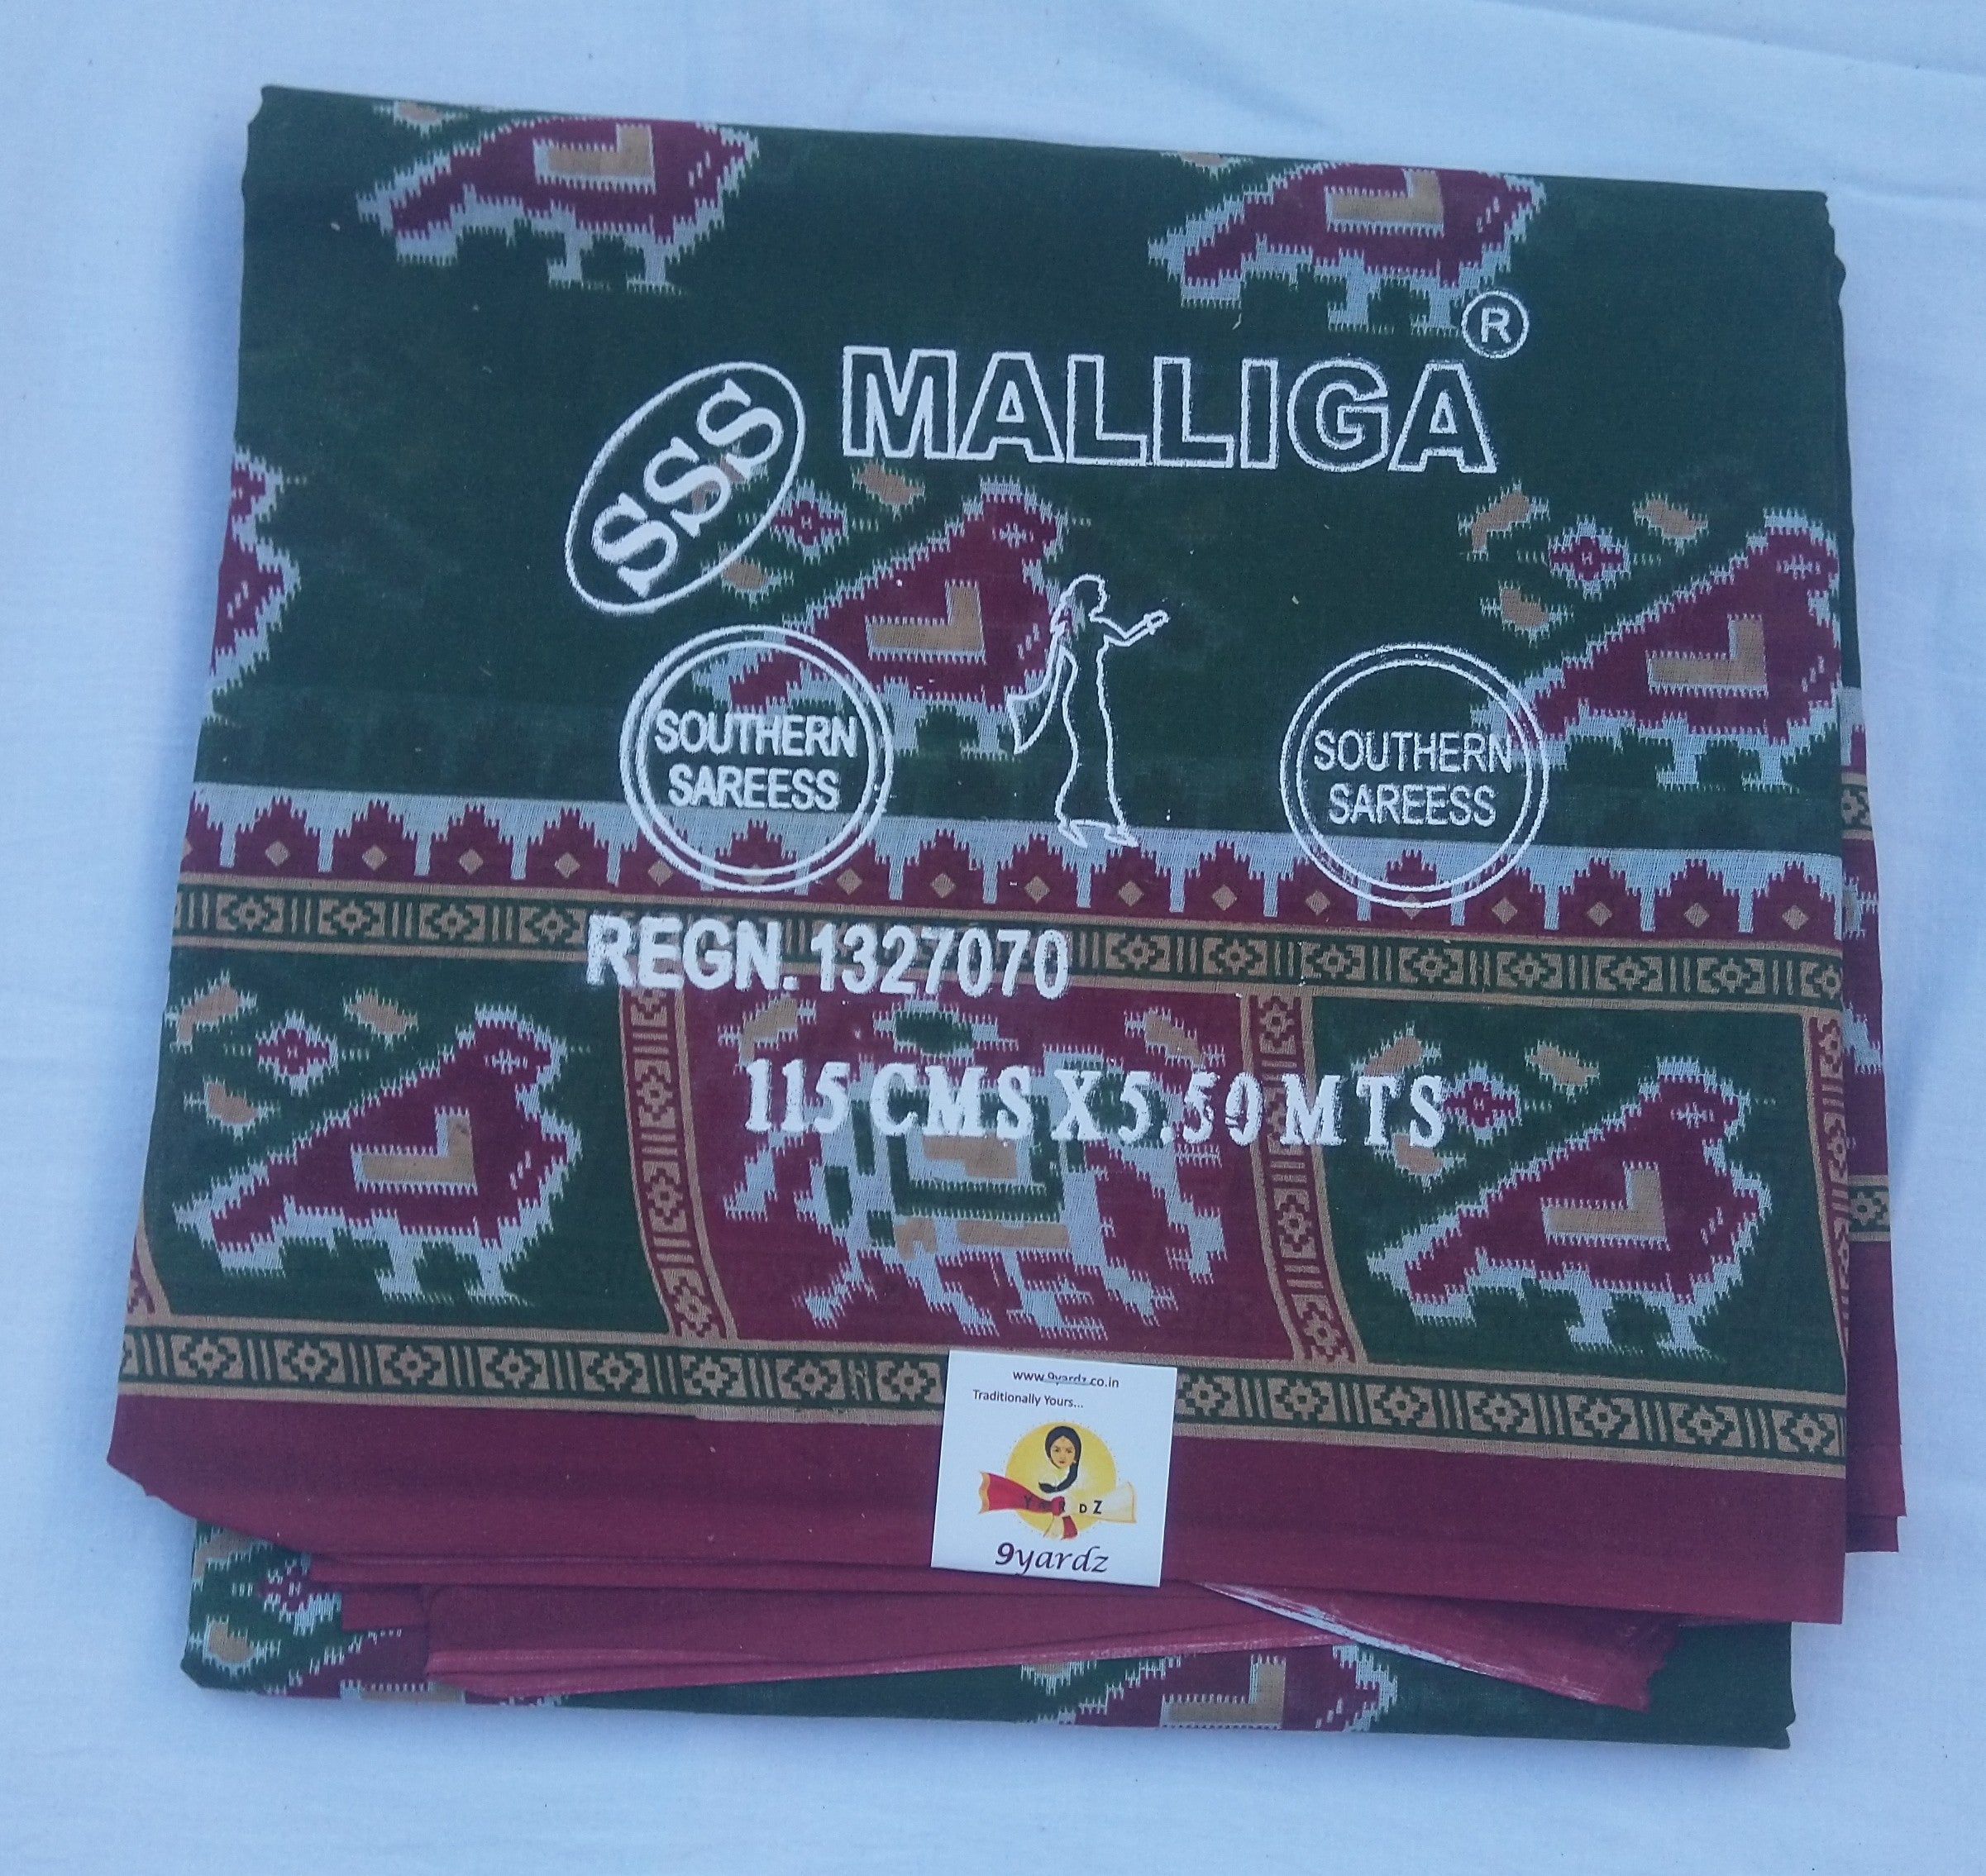 MALLIGA ®
SSS
SOUTHERN
SAREESS
SOUTHERN
SAREESS
REGN. 1327070
115 CMS X 5.50 MTS
www.9yardz.co.in
Traditionally Yours...
YARDZ
9yardz